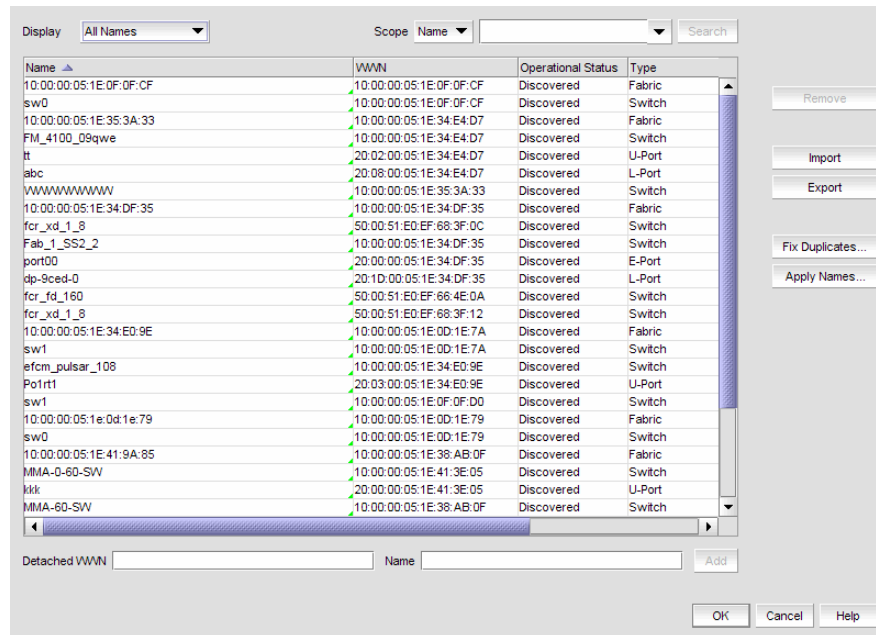 Display All Names Scope Name Search
Name WWN Operational Status Type
10:00:00:05:1E:0F:0F:CF 10:00:00:05:1E:0F:0F:CF Discovered Fabric
sw0 10:00:00:05:1E:0F:0F:CF Discovered Switch
Remove
10:00:00:05:1E:35:3A:33 10:00:00:05:1E:34:E4:D7 Discovered Fabric
FM_4100_09qwe 10:00:00:05:1E:34:E4:D7 Discovered Switch
tt 20:02:00:05:1E:34:E4:D7 Discovered U-Port
Import
abc 20:08:00:05:1E:34:E4:D7 Discovered L-Port
WWWWWWW 10:00:00:05:1E:35:3A:33 Discovered Switch
Export
10:00:00:05:1E:34:DF:35 10:00:00:05:1E:34:DF:35 Discovered Fabric
fcr_xd_1_8 50:00:51:E0:EF:68:3F:0C Discovered Switch
Fab_1_SS2_2 10:00:00:05:1E:34:DF:35 Discovered Switch
Fix Duplicates...
port00 20:00:00:05:1E:34:DF:35 Discovered E-Port
dp-9ced-0 20:1D:00:05:1E:34:DF:35 Discovered L-Port
Apply Names...
fcr_fd_160 50:00:51:E0:EF:66:4E:0A Discovered Switch
fcr_xd_1_8 50:00:51:E0:EF:68:3F:12 Discovered Switch
10:00:00:05:1E:34:E0:9E 10:00:00:05:1E:0D:1E:7A Discovered Fabric
sw1 10:00:00:05:1E:0D:1E:7A Discovered Switch
efcm_pulsar_108 10:00:00:05:1E:34:E0:9E Discovered Switch
Po1rt1 20:03:00:05:1E:34:E0:9E Discovered U-Port
sw1 10:00:00:05:1E:0F:0F:D0 Discovered Switch
10:00:00:05:1e:0d:1e:79 10:00:00:05:1E:0D:1E:79 Discovered Fabric
sw0 10:00:00:05:1E:0D:1E:79 Discovered Switch
10:00:00:05:1E:41:9A:85 10:00:00:05:1E:38:AB:0F Discovered Fabric
MMA-0-60-SW 10:00:00:05:1E:41:3E:05 Discovered Switch
kkk 20:00:00:05:1E:41:3E:05 Discovered U-Port
MMA-60-SW 10:00:00:05:1E:38:AB:0F Discovered Switch
Detached WWN Name Add
OK Cancel Help